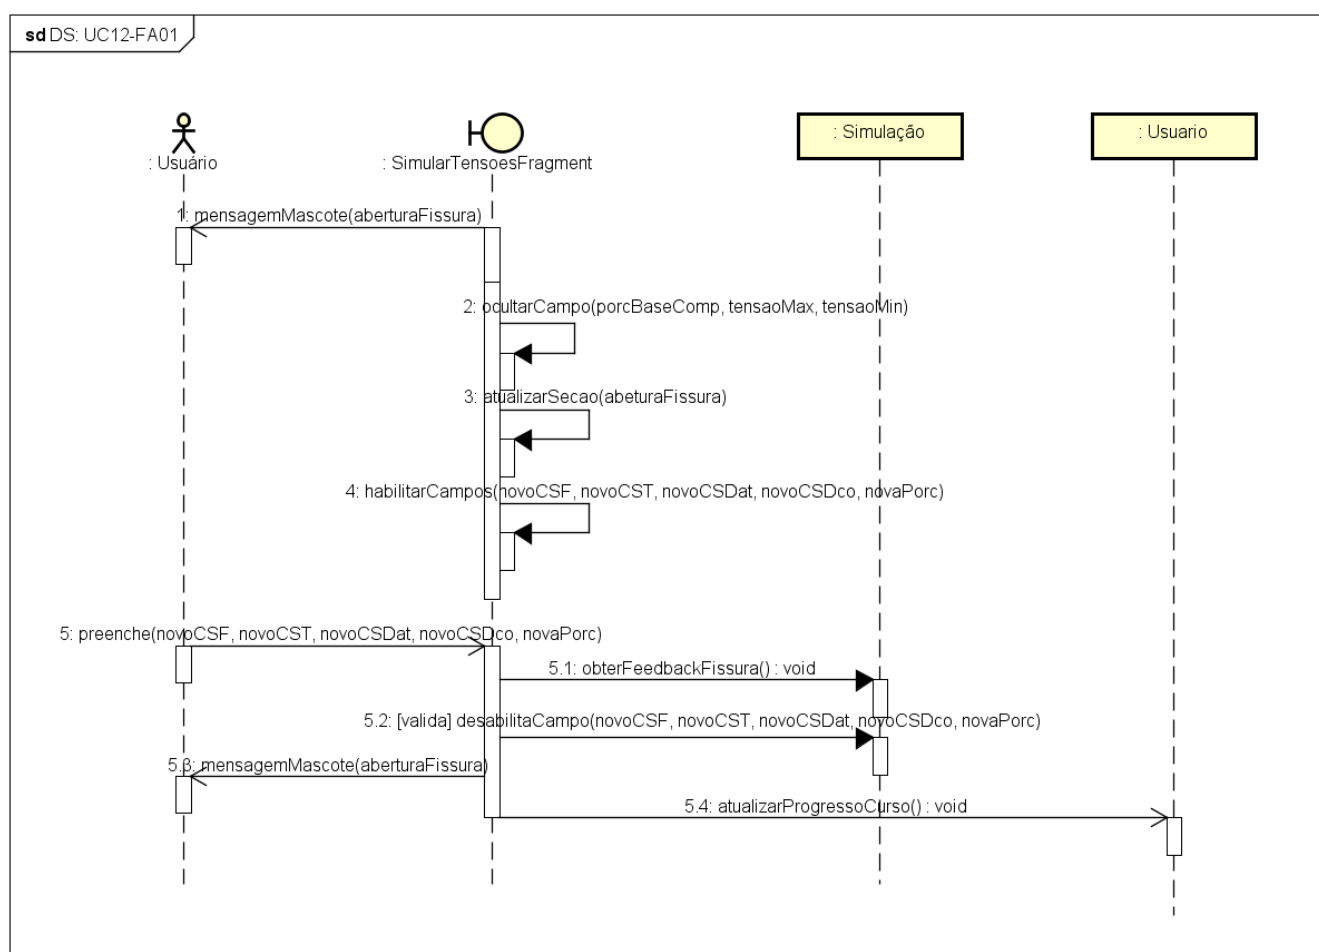 sd DS: UC12-FA01
: Usuário
: SimularTensoesFragment
: Simulação
: Usuario
1: mensagemMascote(aberturaFissura)
2: ocultarCampo(porcBaseComp, tensaoMax, tensaoMin)
3: atualizarSecao(abeturaFissura)
4: habilitarCampos(novoCSF, novoCST, novoCSDat, novoCSDco, novaPorc)
5: preenche(novoCSF, novoCST, novoCSDat, novoCSDco, novaPorc)
5.1: obterFeedbackFissura() : void
5.2: [valida] desabilitaCampo(novoCSF, novoCST, novoCSDat, novoCSDco, novaPorc)
5.3: mensagemMascote(aberturaFissura)
5.4: atualizarProgressoCurso() : void